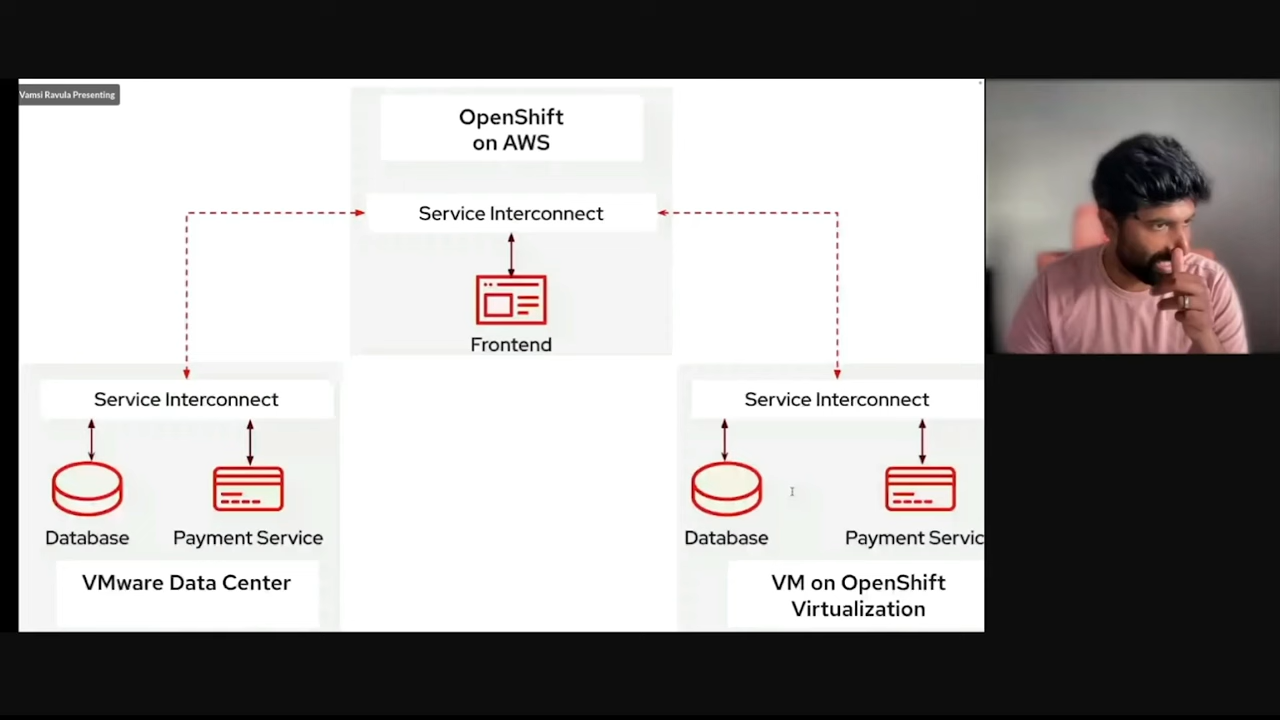 Vamsi Ravula Presenting
OpenShift
on AWS
Service Interconnect
Frontend
Service Interconnect
Database
Payment Service
VMware Data Center
Service Interconnect
Database
Payment Servic
VM on OpenShift
Virtualization